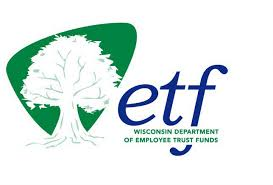 etf
WISCONSIN DEPARTMENT
OF EMPLOYEE TRUST FUNDS